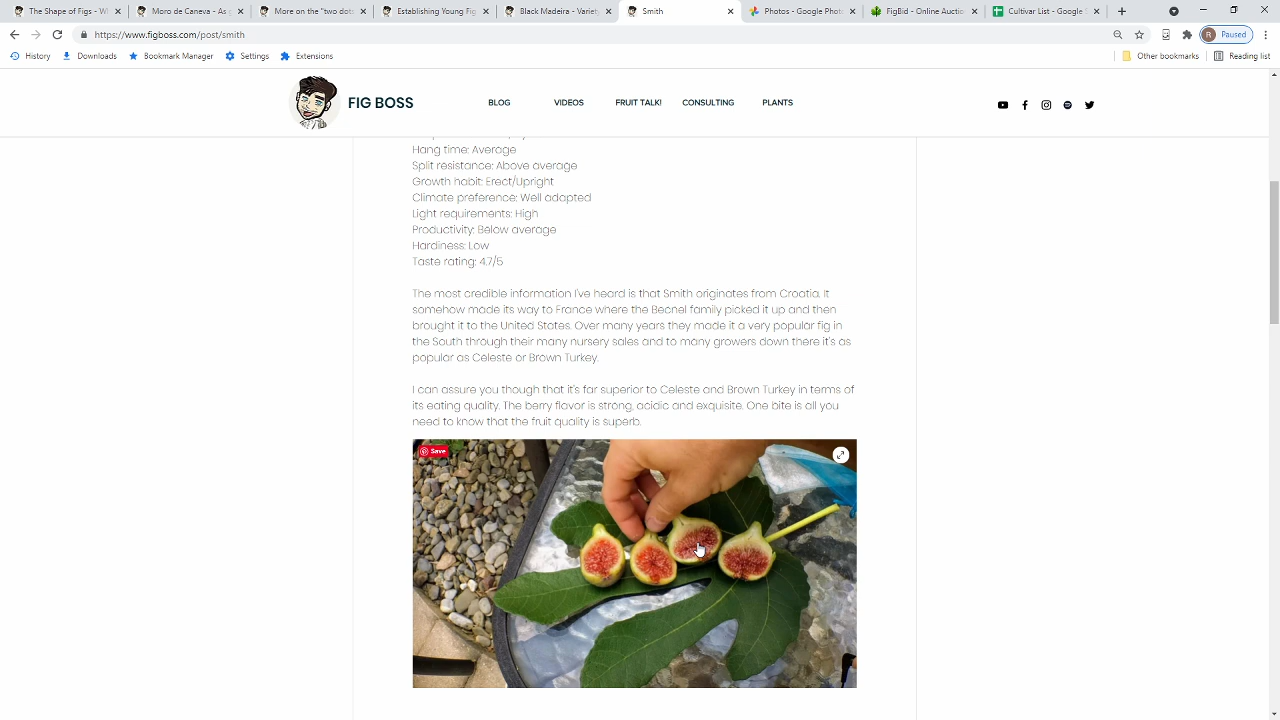 The Shape of Figs - W
Moro de Caneva - As g
More on the "two dots
Establishing Young Fig
Black Madeira - Variety
Smith
Photos - Google Photo
FigBid - Online Auction
Cultivar List - Google S
https://www.figboss.com/post/smith
R Paused
History
Downloads
Bookmark Manager
Settings
Extensions
Other bookmarks
Reading list
FIG BOSS
BLOG
VIDEOS
FRUIT TALK!
CONSULTING
PLANTS
Hang time: Average
Split resistance: Above average
Growth habit: Erect/Upright
Climate preference: Well adapted
Light requirements: High
Productivity: Below average
Hardiness: Low
Taste rating: 4.7/5
The most credible information I've heard is that Smith originates from Croatia. It
somehow made its way to France where the Becnel family picked it up and then
brought it to the United States. Over many years they made it a very popular fig in
the South through their many nursery sales and to many growers down there it's as
popular as Celeste or Brown Turkey.
I can assure you though that it's far superior to Celeste and Brown Turkey in terms of
its eating quality. The berry flavor is strong, acidic and exquisite. One bite is all you
need to know that the fruit quality is superb.
Save